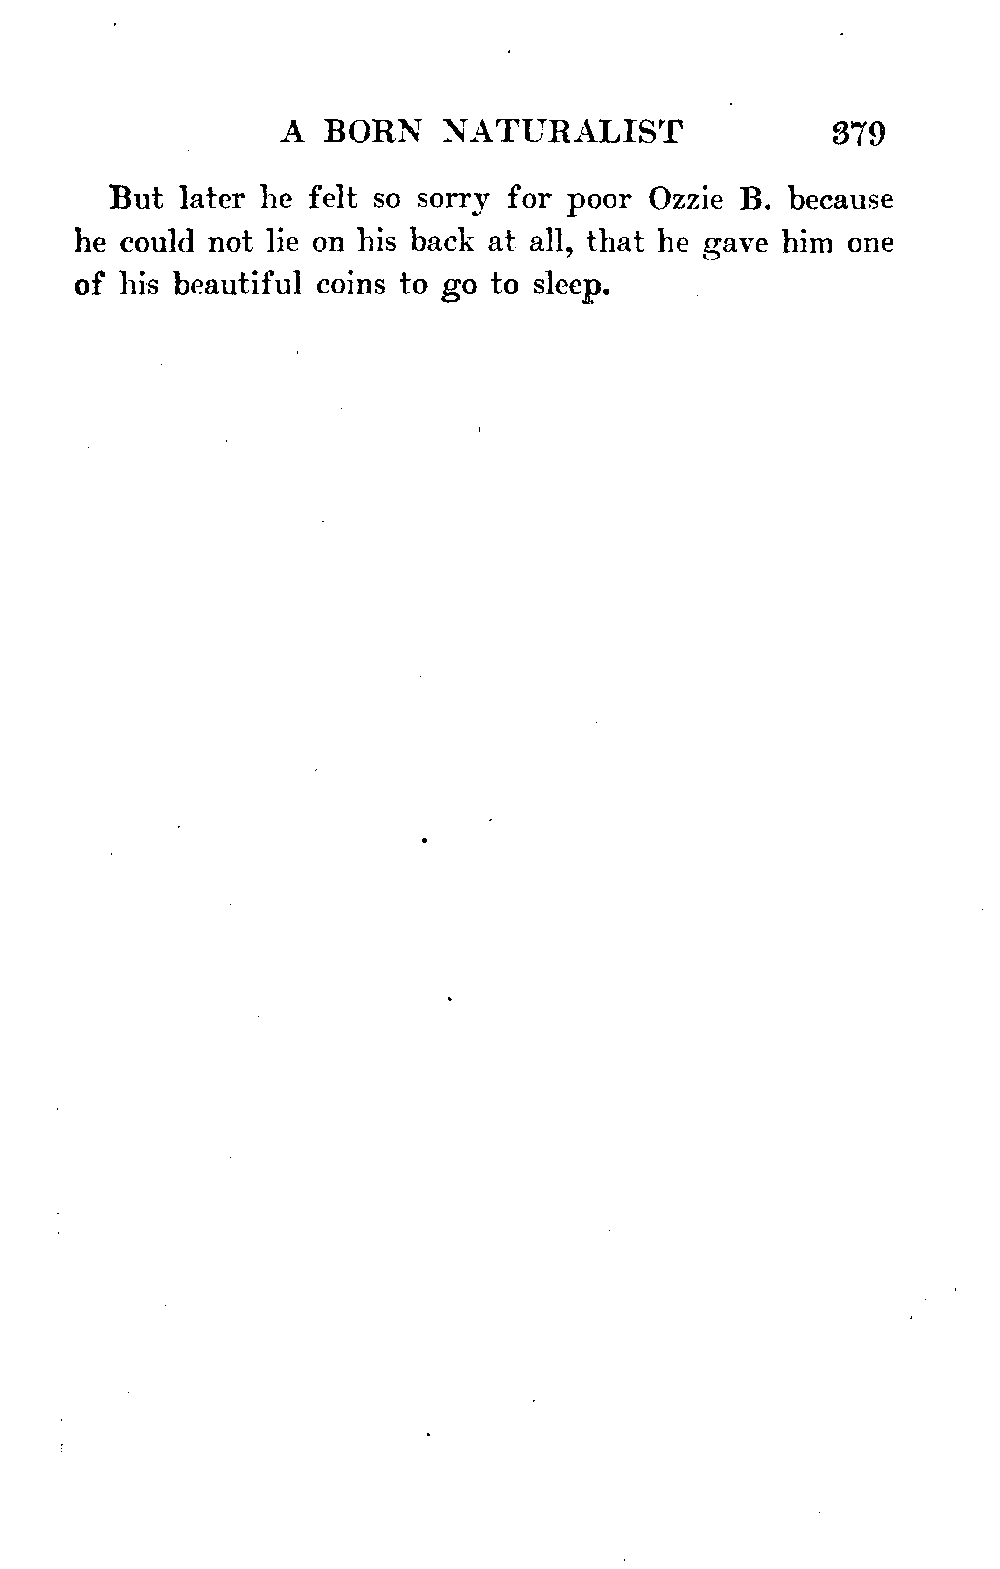 A BORN NATURALIST 379
But later he felt so sorry for poor Ozzie B. because
he could not lie on his back at all, that he gave him one
of his beautiful coins to go to sleep.